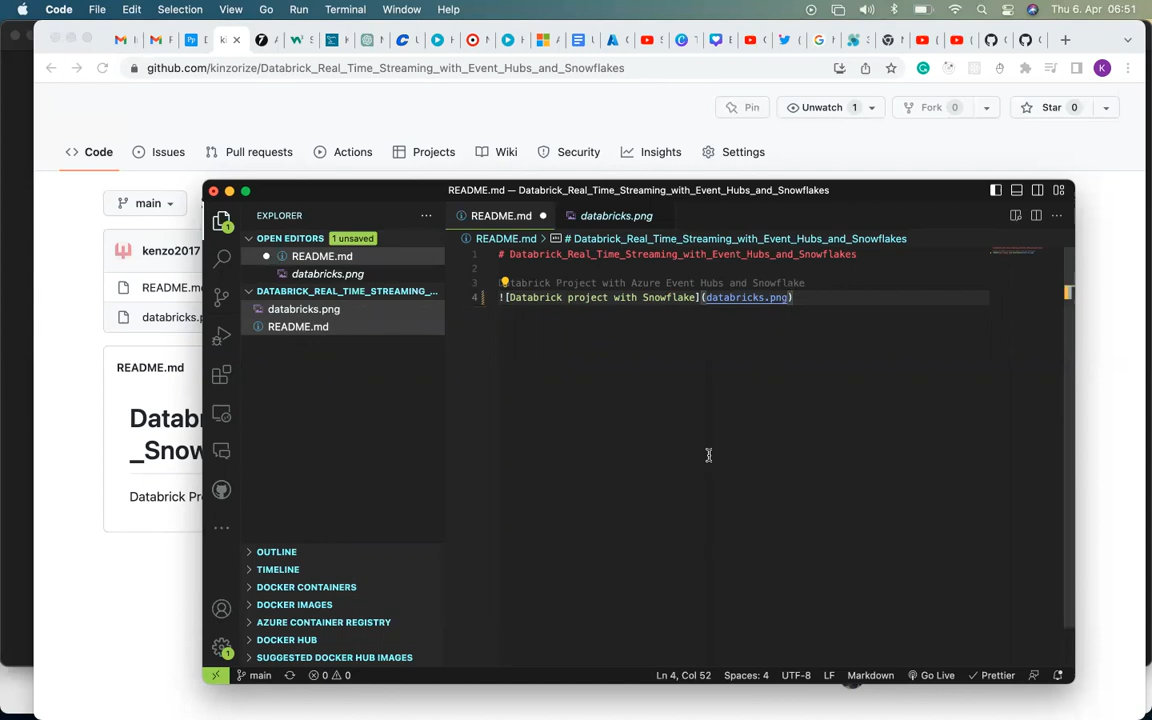 Code File Edit Selection View Go Run Terminal Window Help Thu 6. Apr 06:51
github.com/kinzorize/Databrick_Real_Time_Streaming_with_Event_Hubs_and_Snowflakes
K
Pin Unwatch 1 Fork 0 Star 0
Code Issues Pull requests Actions Projects Wiki Security Insights Settings
main
kenzo2017
README.md
databricks.png
README.md
Databrick Pr
README.md — Databrick_Real_Time_Streaming_with_Event_Hubs_and_Snowflakes
EXPLORER
OPEN EDITORS 1 unsaved
README.md
databricks.png
DATABRICK_REAL_TIME_STREAMING_...
databricks.png
README.md
OUTLINE
TIMELINE
DOCKER CONTAINERS
DOCKER IMAGES
AZURE CONTAINER REGISTRY
DOCKER HUB
SUGGESTED DOCKER HUB IMAGES
README.md databricks.png
README.md > # Databrick_Real_Time_Streaming_with_Event_Hubs_and_Snowflakes
1 # Databrick_Real_Time_Streaming_with_Event_Hubs_and_Snowflakes
2
3 Databrick Project with Azure Event Hubs and Snowflake
4 ![Databrick project with Snowflake](databricks.png)
main 0 0 Ln 4, Col 52 Spaces: 4 UTF-8 LF Markdown Go Live Prettier